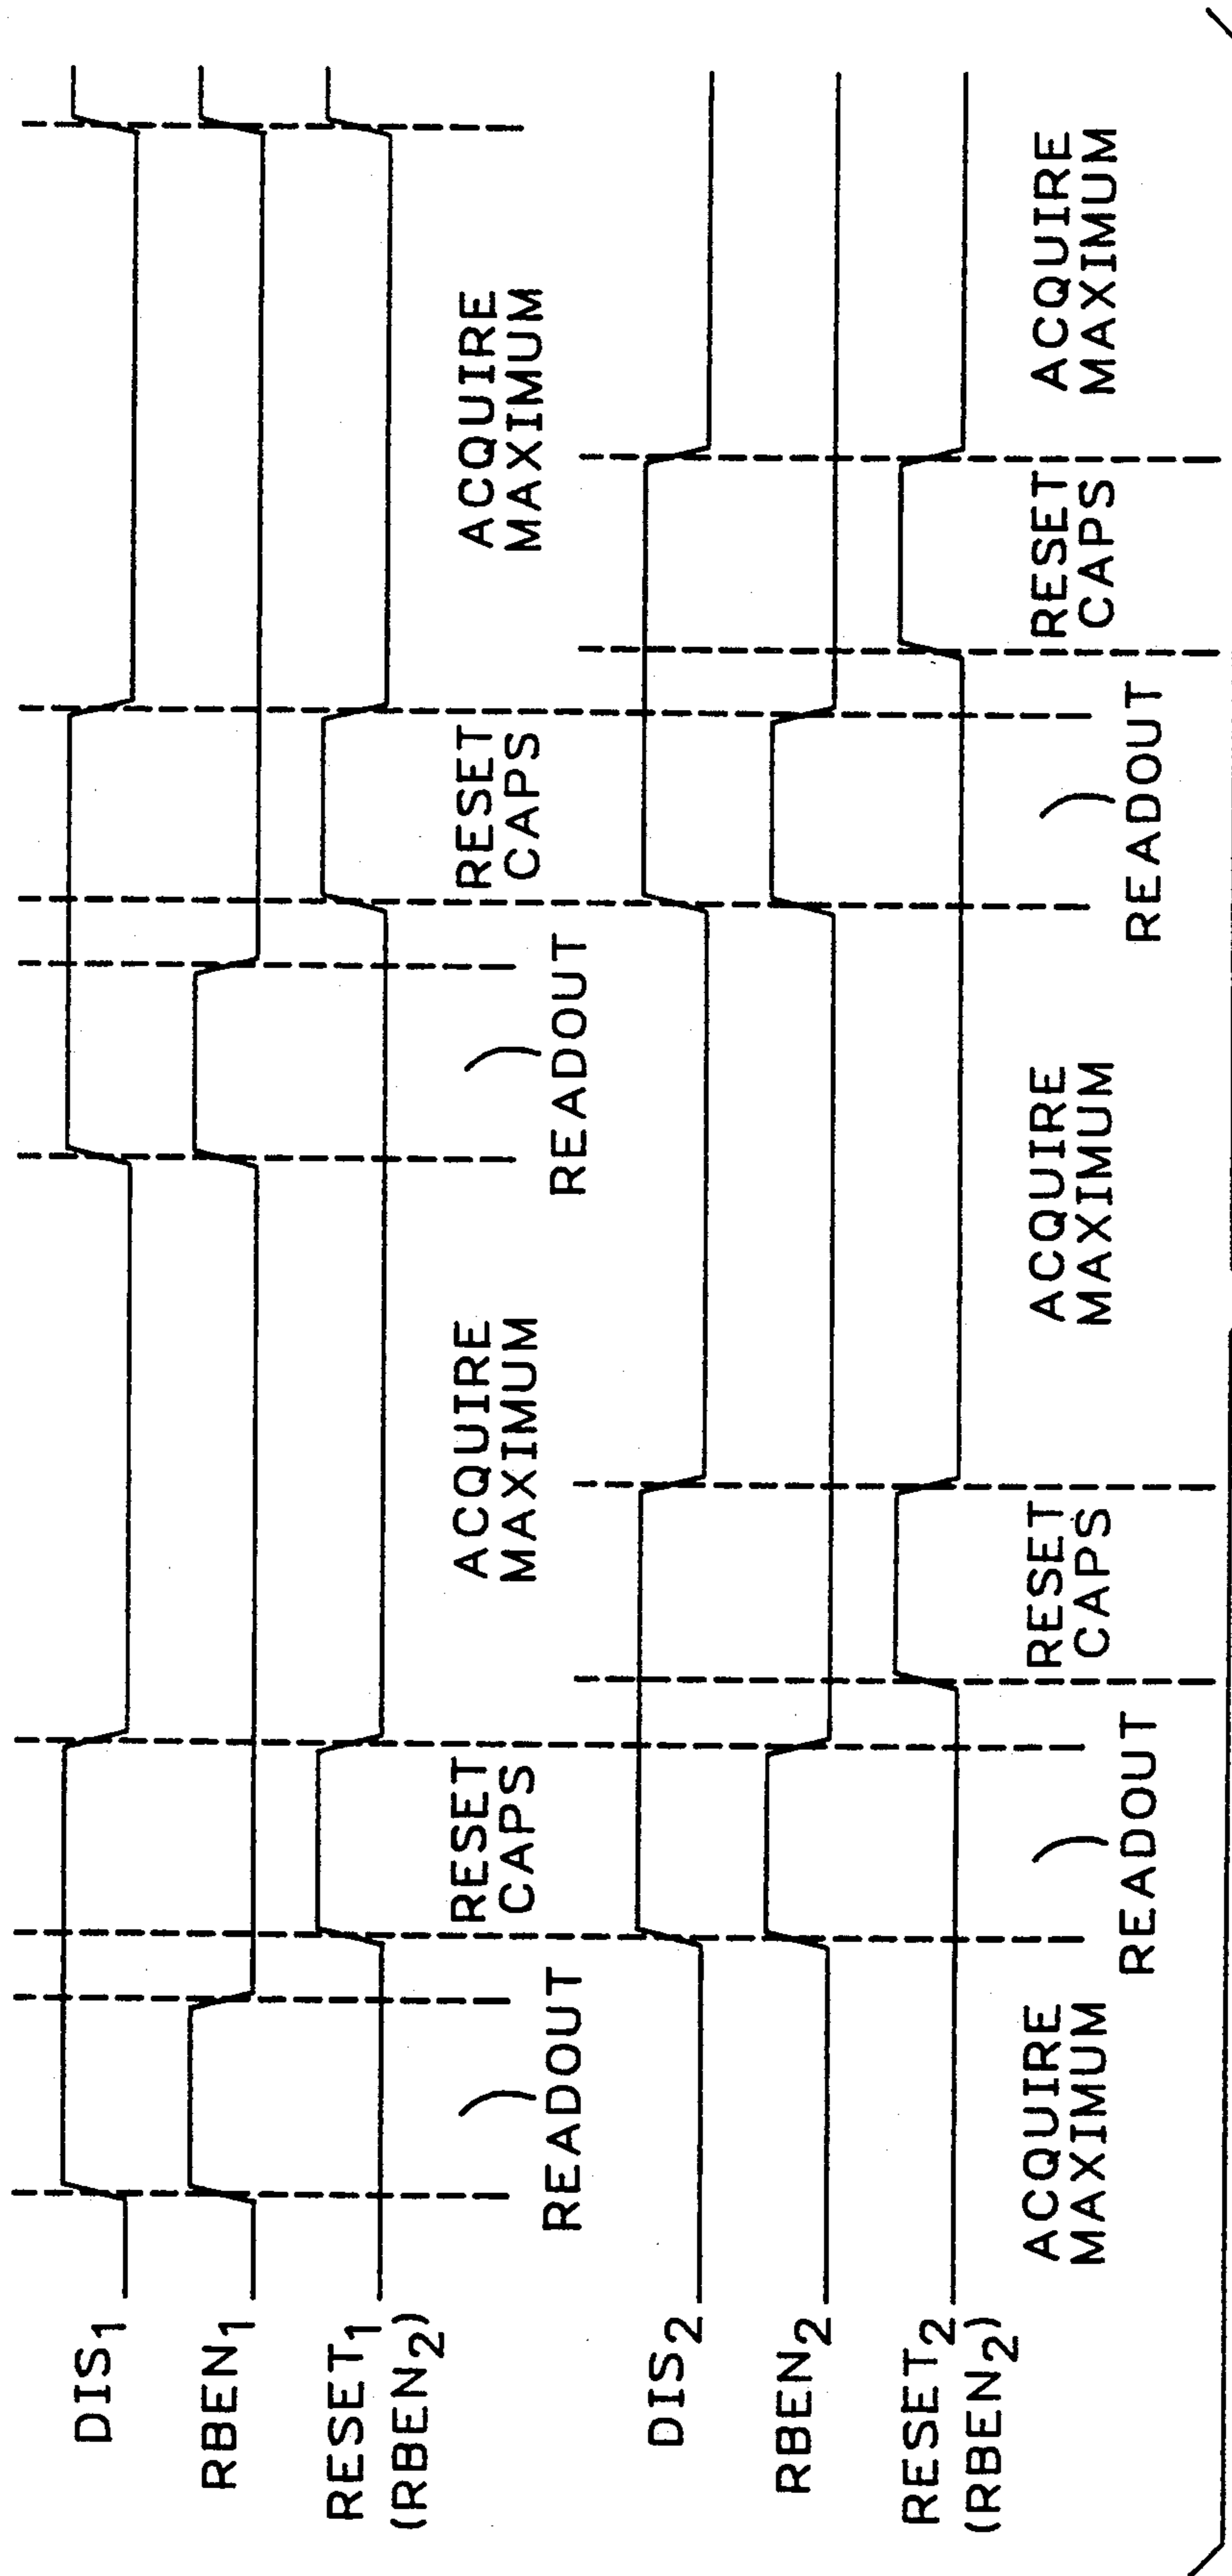 DIS1
RBEN1
RESET1
(RBEN2)
READOUT
RESET
CAPS
ACQUIRE
MAXIMUM
READOUT
RESET
CAPS
ACQUIRE
MAXIMUM
DIS2
RBEN2
RESET2
(RBEN2)
ACQUIRE
MAXIMUM
READOUT
RESET
CAPS
ACQUIRE
MAXIMUM
READOUT
RESET
CAPS
ACQUIRE
MAXIMUM